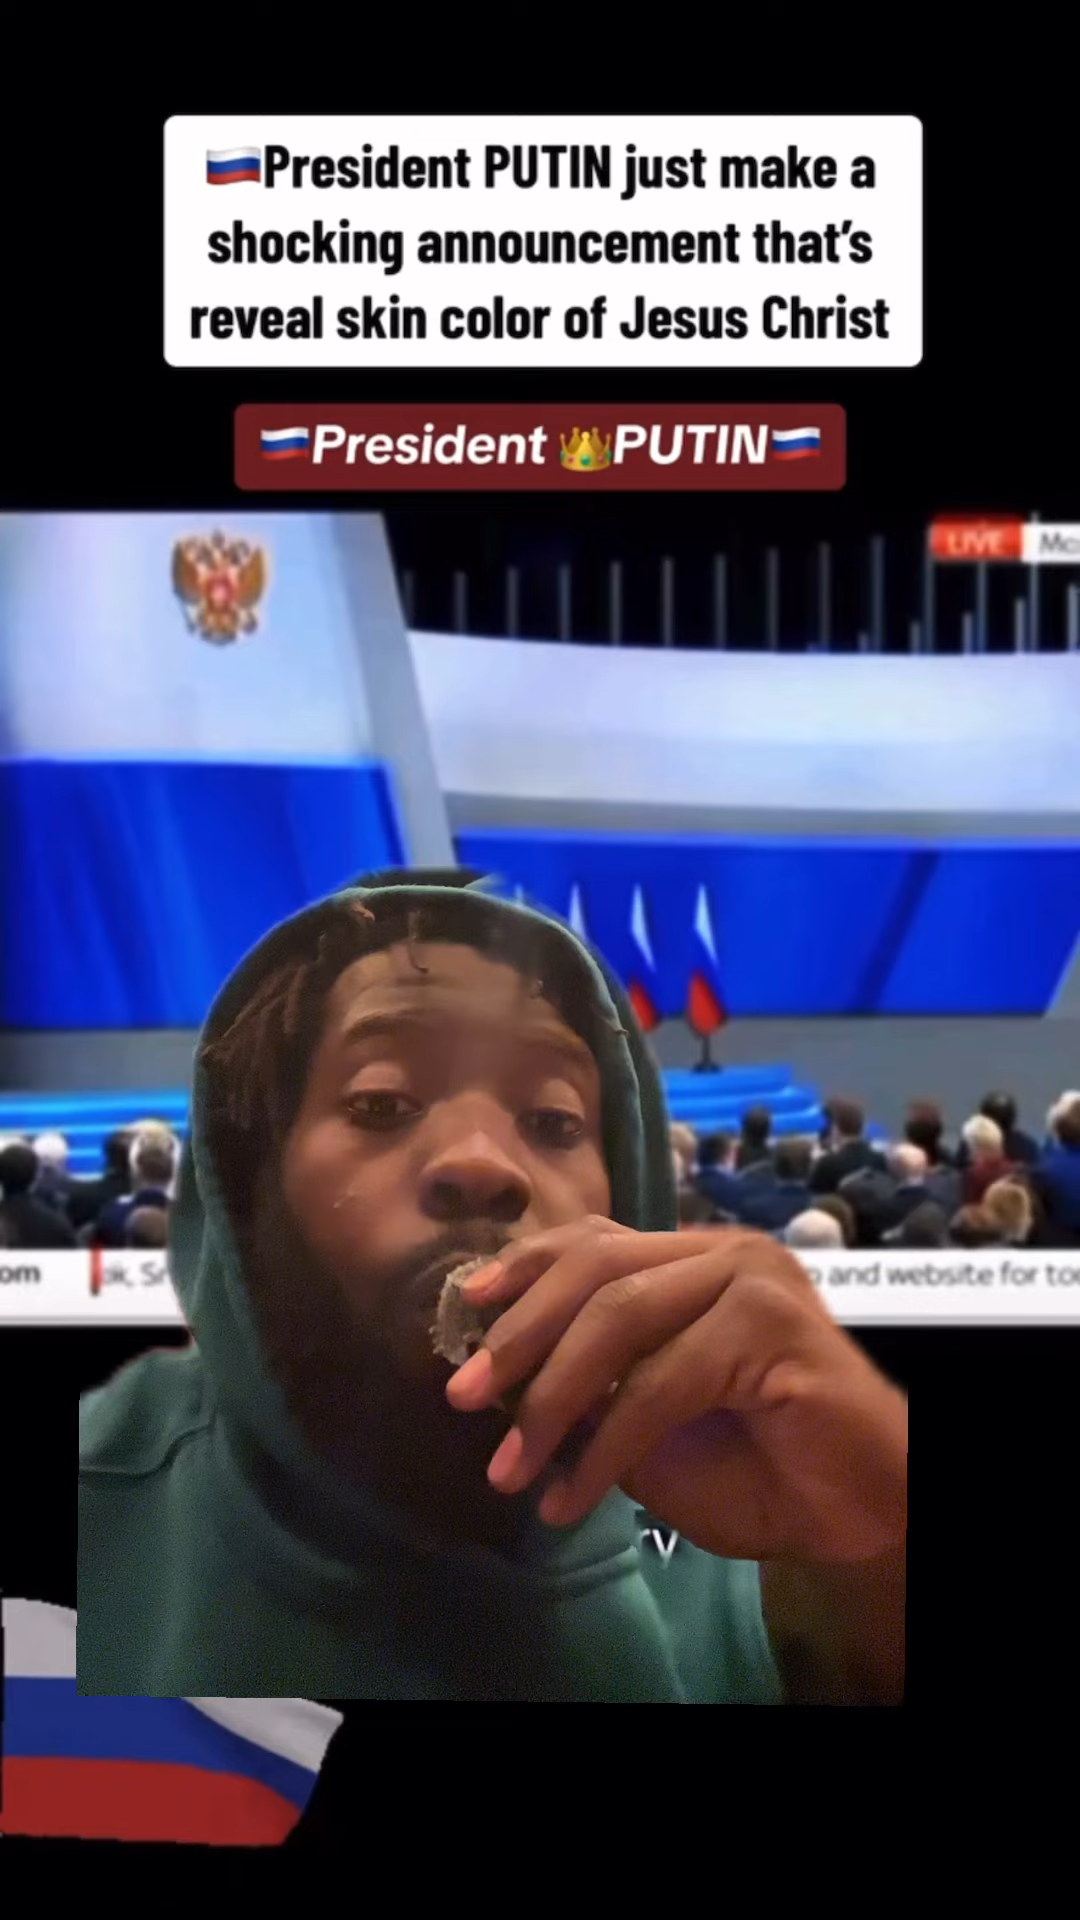 🇷🇺President PUTIN just make a
shocking announcement that’s
reveal skin color of Jesus Christ
🇷🇺President 👑PUTIN🇷🇺
LIVE
and website for